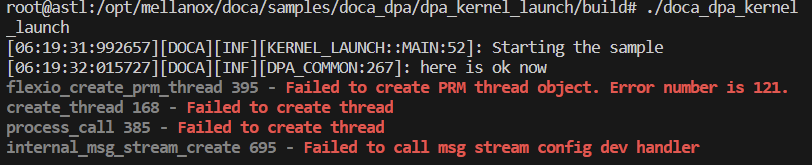 root@astl:/opt/mellanox/doca/samples/doca_dpa/dpa_kernel_launch/build# ./doca_dpa_kernel
_launch
[06:19:31:992657][DOCA][INF][KERNEL_LAUNCH::MAIN:52]: Starting the sample
[06:19:32:015727][DOCA][INF][DPA_COMMON:267]: here is ok now
flexio_create_prm_thread 395 - Failed to create PRM thread object. Error number is 121.
create_thread 168 - Failed to create thread
process_call 385 - Failed to create thread
internal_msg_stream_create 695 - Failed to call msg stream config dev handler